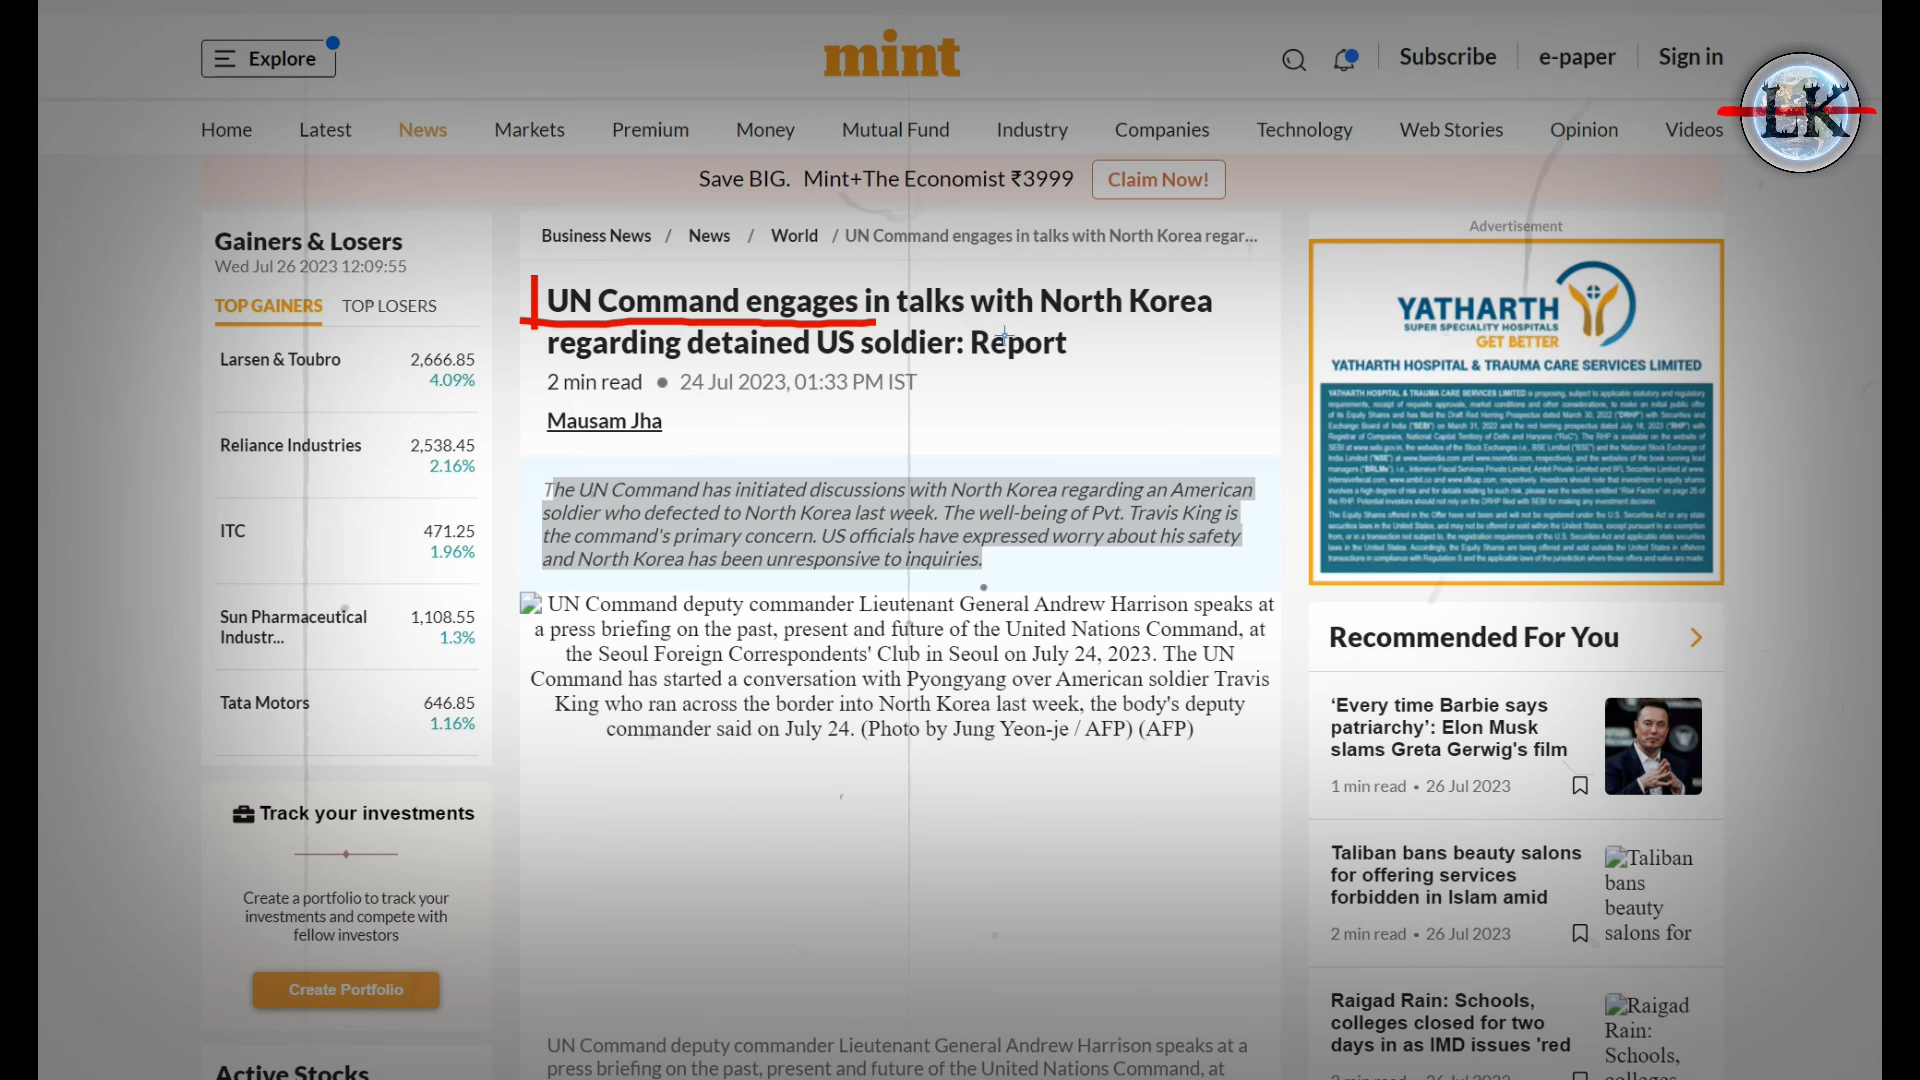 Explore
mint
Subscribe
e-paper
Sign in
LK
Home
Latest
News
Markets
Premium
Money
Mutual Fund
Industry
Companies
Technology
Web Stories
Opinion
Videos
Save BIG. Mint+The Economist ₹3999
Claim Now!
Gainers & Losers
Wed Jul 26 2023 12:09:55
TOP GAINERS
TOP LOSERS
Larsen & Toubro
2,666.85
4.09%
Reliance Industries
2,538.45
2.16%
ITC
471.25
1.96%
Sun Pharmaceutical
Industr...
1,108.55
1.3%
Tata Motors
646.85
1.16%
Track your investments
Create a portfolio to track your
investments and compete with
fellow investors
Create Portfolio
Active Stocks
Business News / News / World / UN Command engages in talks with North Korea regar...
UN Command engages in talks with North Korea
regarding detained US soldier: Report
2 min read • 24 Jul 2023, 01:33 PM IST
Mausam Jha
The UN Command has initiated discussions with North Korea regarding an American
soldier who defected to North Korea last week. The well-being of Pvt. Travis King is
the command's primary concern. US officials have expressed worry about his safety
and North Korea has been unresponsive to inquiries.
UN Command deputy commander Lieutenant General Andrew Harrison speaks at
a press briefing on the past, present and future of the United Nations Command, at
the Seoul Foreign Correspondents' Club in Seoul on July 24, 2023. The UN
Command has started a conversation with Pyongyang over American soldier Travis
King who ran across the border into North Korea last week, the body's deputy
commander said on July 24. (Photo by Jung Yeon-je / AFP) (AFP)
UN Command deputy commander Lieutenant General Andrew Harrison speaks at a
press briefing on the past, present and future of the United Nations Command, at
Advertisement
YATHARTH
SUPER SPECIALITY HOSPITALS
GET BETTER
YATHARTH HOSPITAL & TRAUMA CARE SERVICES LIMITED
Recommended For You
‘Every time Barbie says
patriarchy’: Elon Musk
slams Greta Gerwig's film
1 min read • 26 Jul 2023
Taliban bans beauty salons
for offering services
forbidden in Islam amid
2 min read • 26 Jul 2023
Taliban
bans
beauty
salons for
Raigad Rain: Schools,
colleges closed for two
days in as IMD issues 'red
Raigad
Rain:
Schools,